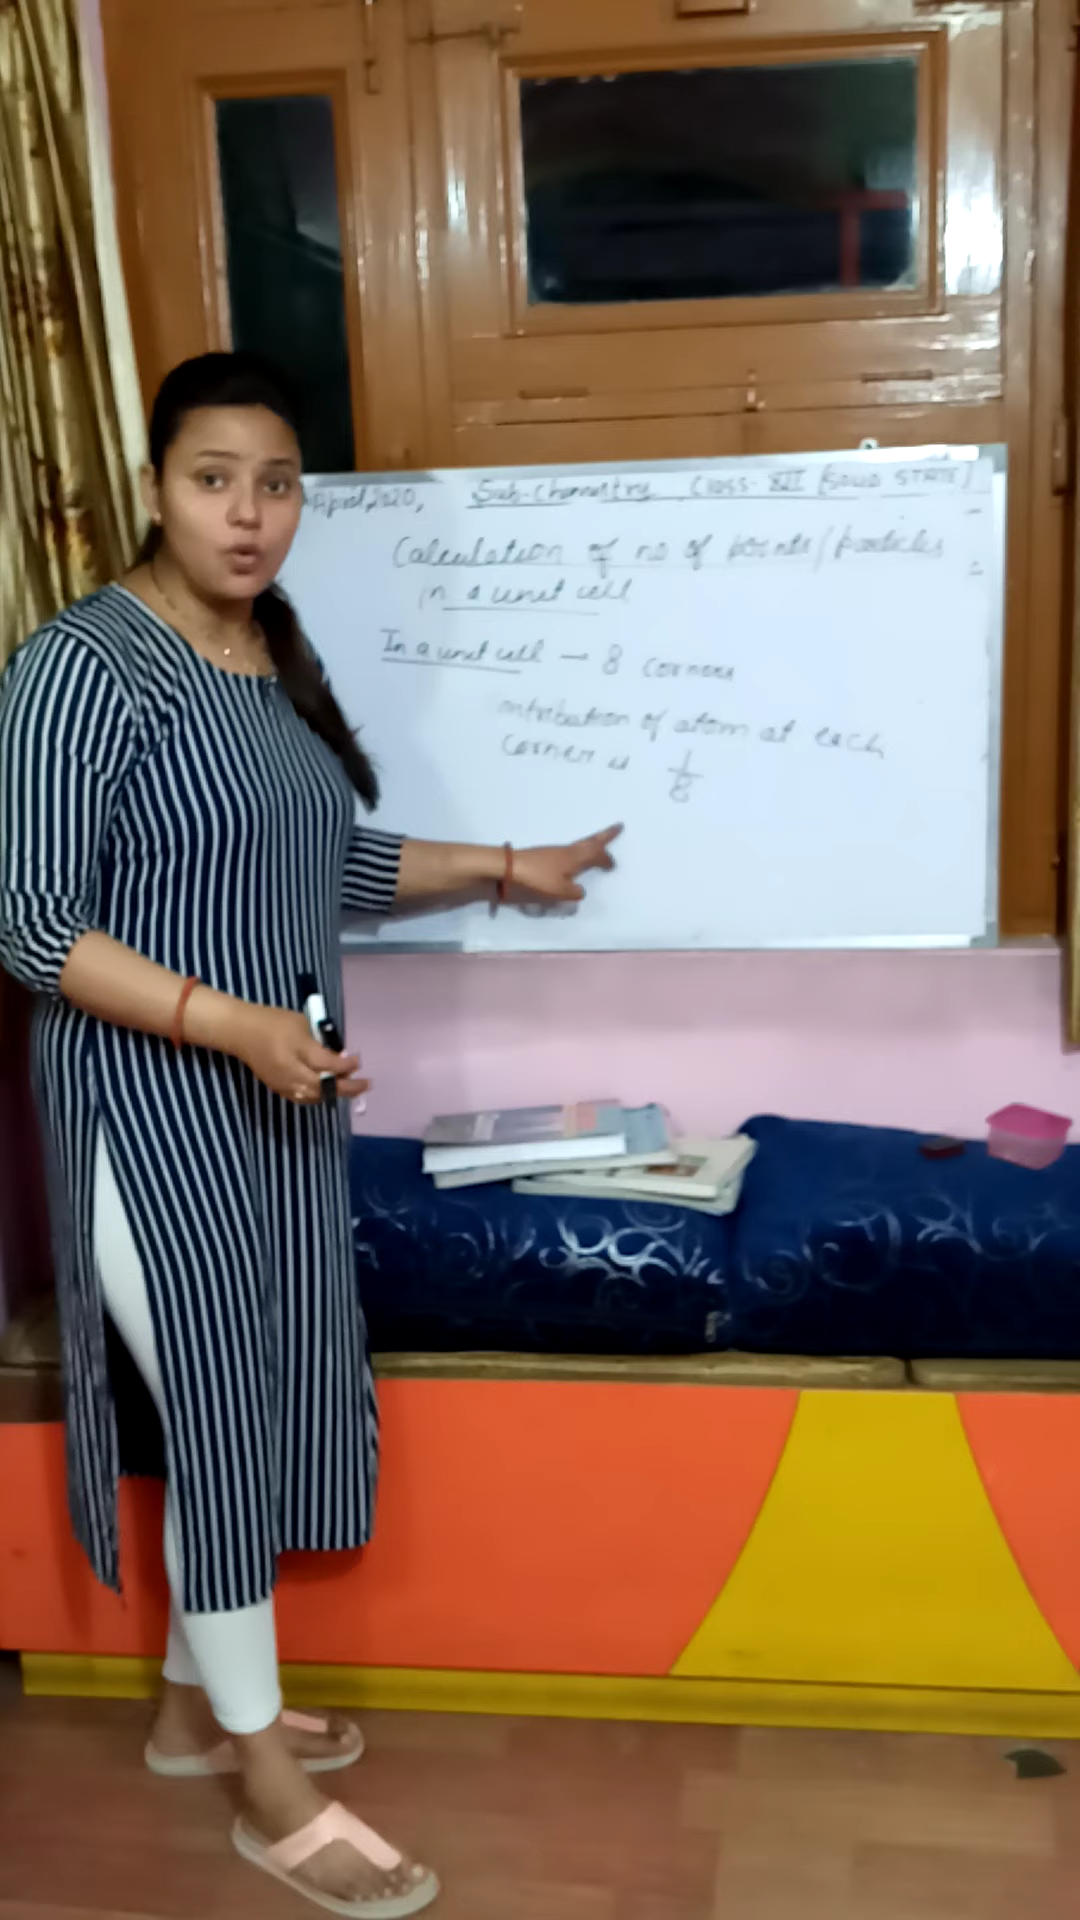 April, 2020, Sub-Chemistry Class-XII [SOLID STATE]
Calculation of no of points/particles
in a unit cell
In a unit cell — 8 corners
ntribution of atom at each
corner is 1/8